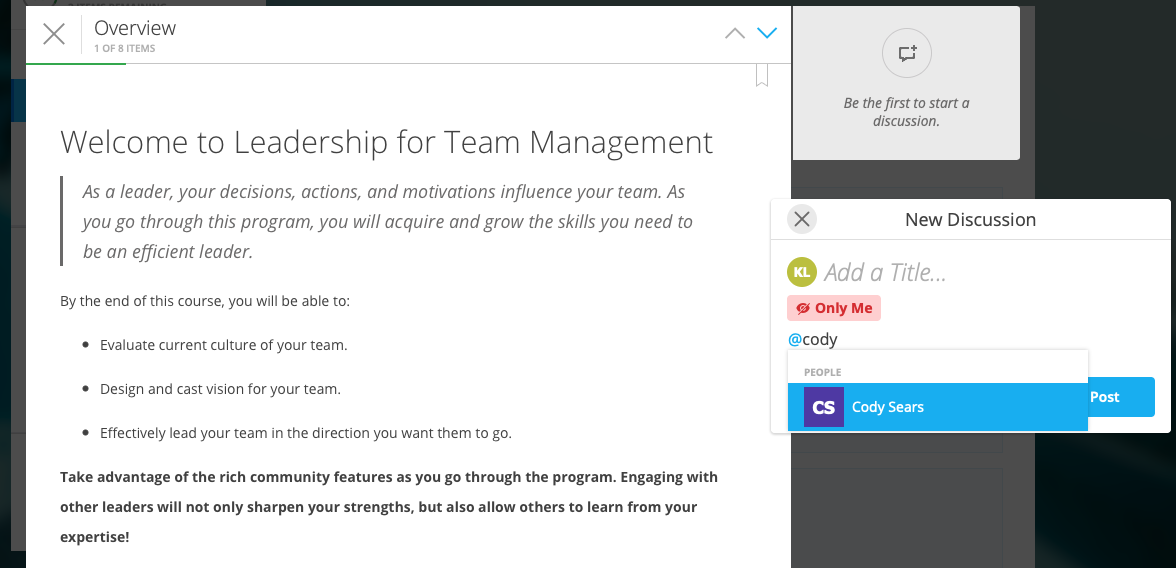 Overview
1 OF 8 ITEMS
Welcome to Leadership for Team Management
As a leader, your decisions, actions, and motivations influence your team. As
you go through this program, you will acquire and grow the skills you need to
be an efficient leader.
By the end of this course, you will be able to:
Evaluate current culture of your team.
Design and cast vision for your team.
Effectively lead your team in the direction you want them to go.
Take advantage of the rich community features as you go through the program. Engaging with
other leaders will not only sharpen your strengths, but also allow others to learn from your
expertise!
Be the first to start a
discussion.
New Discussion
KL Add a Title...
Only Me
@cody
PEOPLE
CS Cody Sears
Post